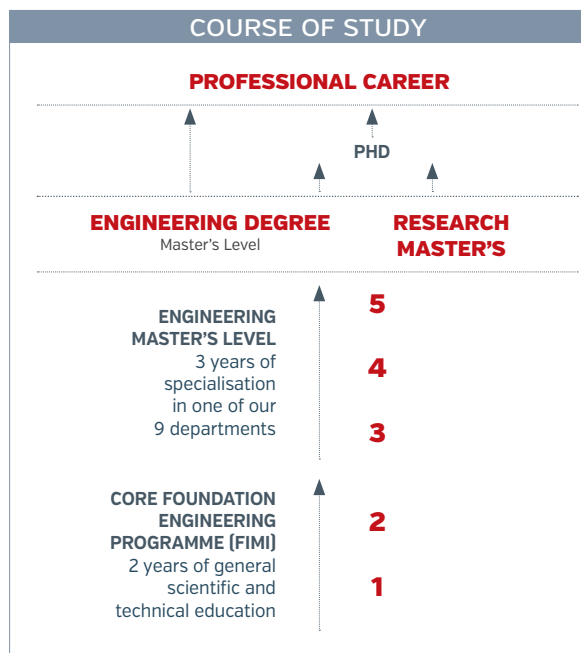 COURSE OF STUDY
PROFESSIONAL CAREER
PHD
ENGINEERING DEGREE
Master's Level
RESEARCH
MASTER'S
ENGINEERING
MASTER'S LEVEL
3 years of
specialisation
in one of our
9 departments
5
4
3
CORE FOUNDATION
ENGINEERING
PROGRAMME (FIMI)
2 years of general
scientific and
technical education
2
1